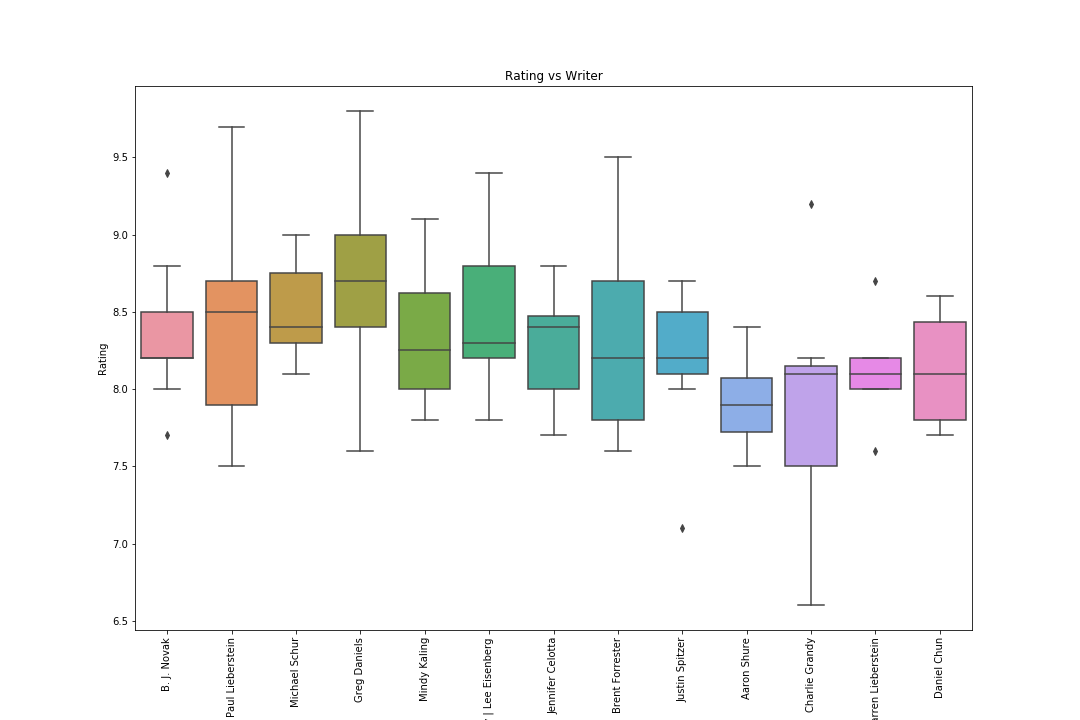 Rating vs Writer
Rating
9.5
9.0
8.5
8.0
7.5
7.0
6.5
B. J. Novak
Paul Lieberstein
Michael Schur
Greg Daniels
Mindy Kaling
| Lee Eisenberg
Jennifer Celotta
Brent Forrester
Justin Spitzer
Aaron Shure
Charlie Grandy
Lieberstein
Daniel Chun